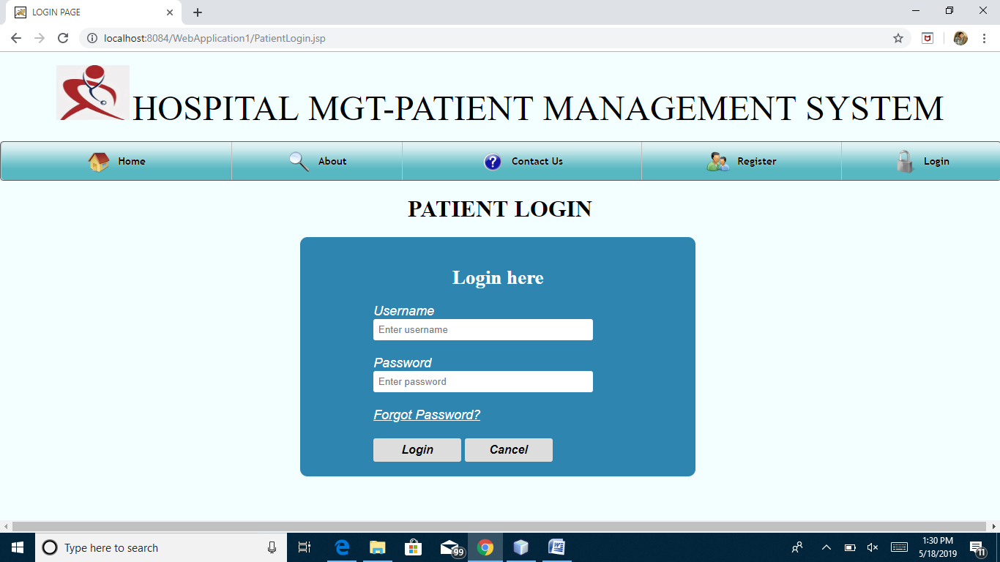 LOGIN PAGE
localhost:8084/WebApplication1/PatientLogin.jsp
HOSPITAL MGT-PATIENT MANAGEMENT SYSTEM
Home About Contact Us Register Login
PATIENT LOGIN
Login here
Username
Enter username
Password
Enter password
Forgot Password?
Login Cancel
Type here to search
99
1:30 PM
5/18/2019
11